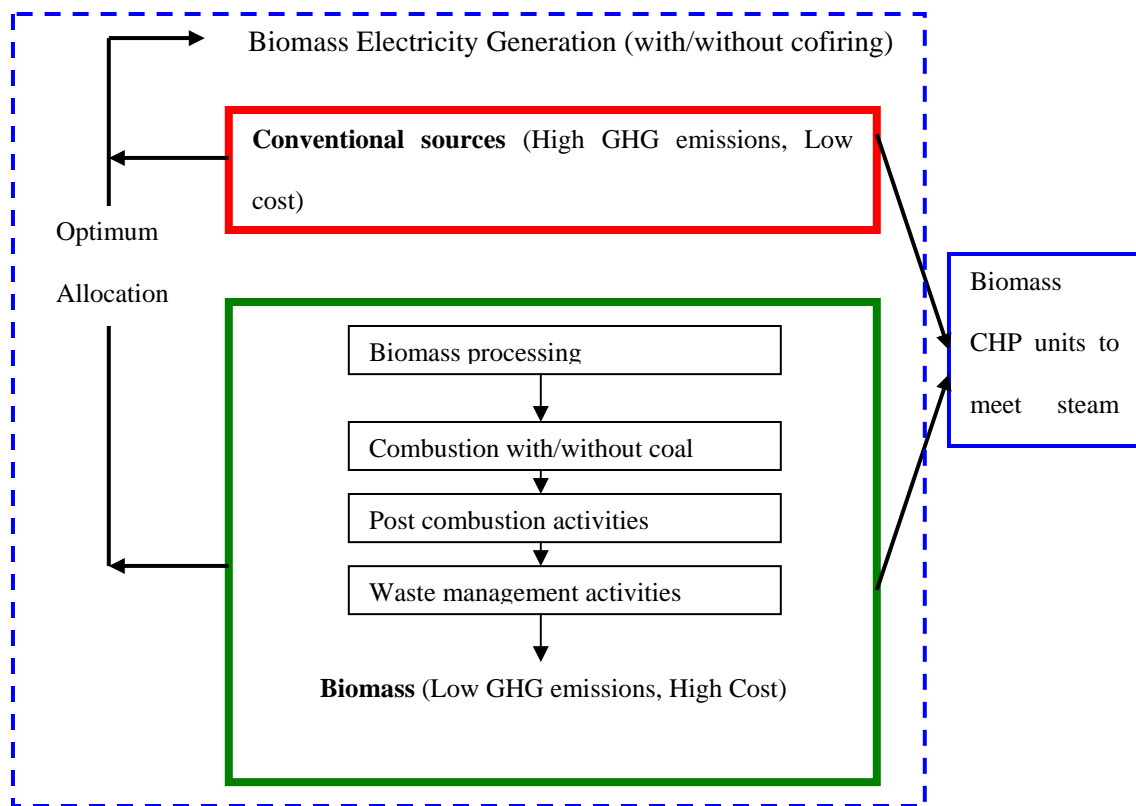 Biomass Electricity Generation (with/without cofiring)
Conventional sources (High GHG emissions, Low
cost)
Optimum
Allocation
Biomass processing
Combustion with/without coal
Post combustion activities
Waste management activities
Biomass (Low GHG emissions, High Cost)
Biomass
CHP units to
meet steam